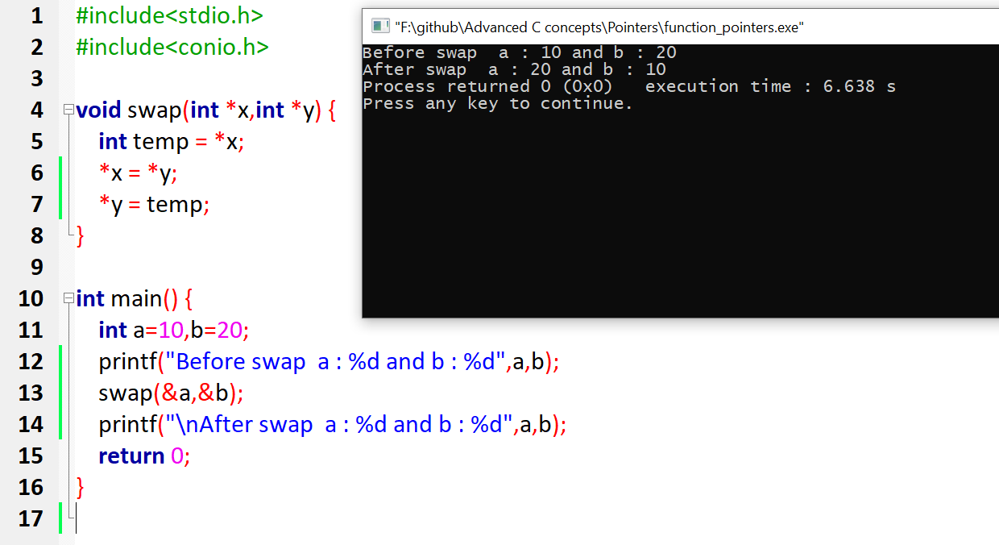 1 #include<stdio.h>
2 #include<conio.h>
3
4 void swap(int *x,int *y) {
5     int temp = *x;
6     *x = *y;
7     *y = temp;
8 }
9
10 int main() {
11     int a=10,b=20;
12     printf("Before swap  a : %d and b : %d",a,b);
13     swap(&a,&b);
14     printf("\nAfter swap  a : %d and b : %d",a,b);
15     return 0;
16 }
17
"F:\github\Advanced C concepts\Pointers\function_pointers.exe"
Before swap  a : 10 and b : 20
After swap  a : 20 and b : 10
Process returned 0 (0x0)   execution time : 6.638 s
Press any key to continue.